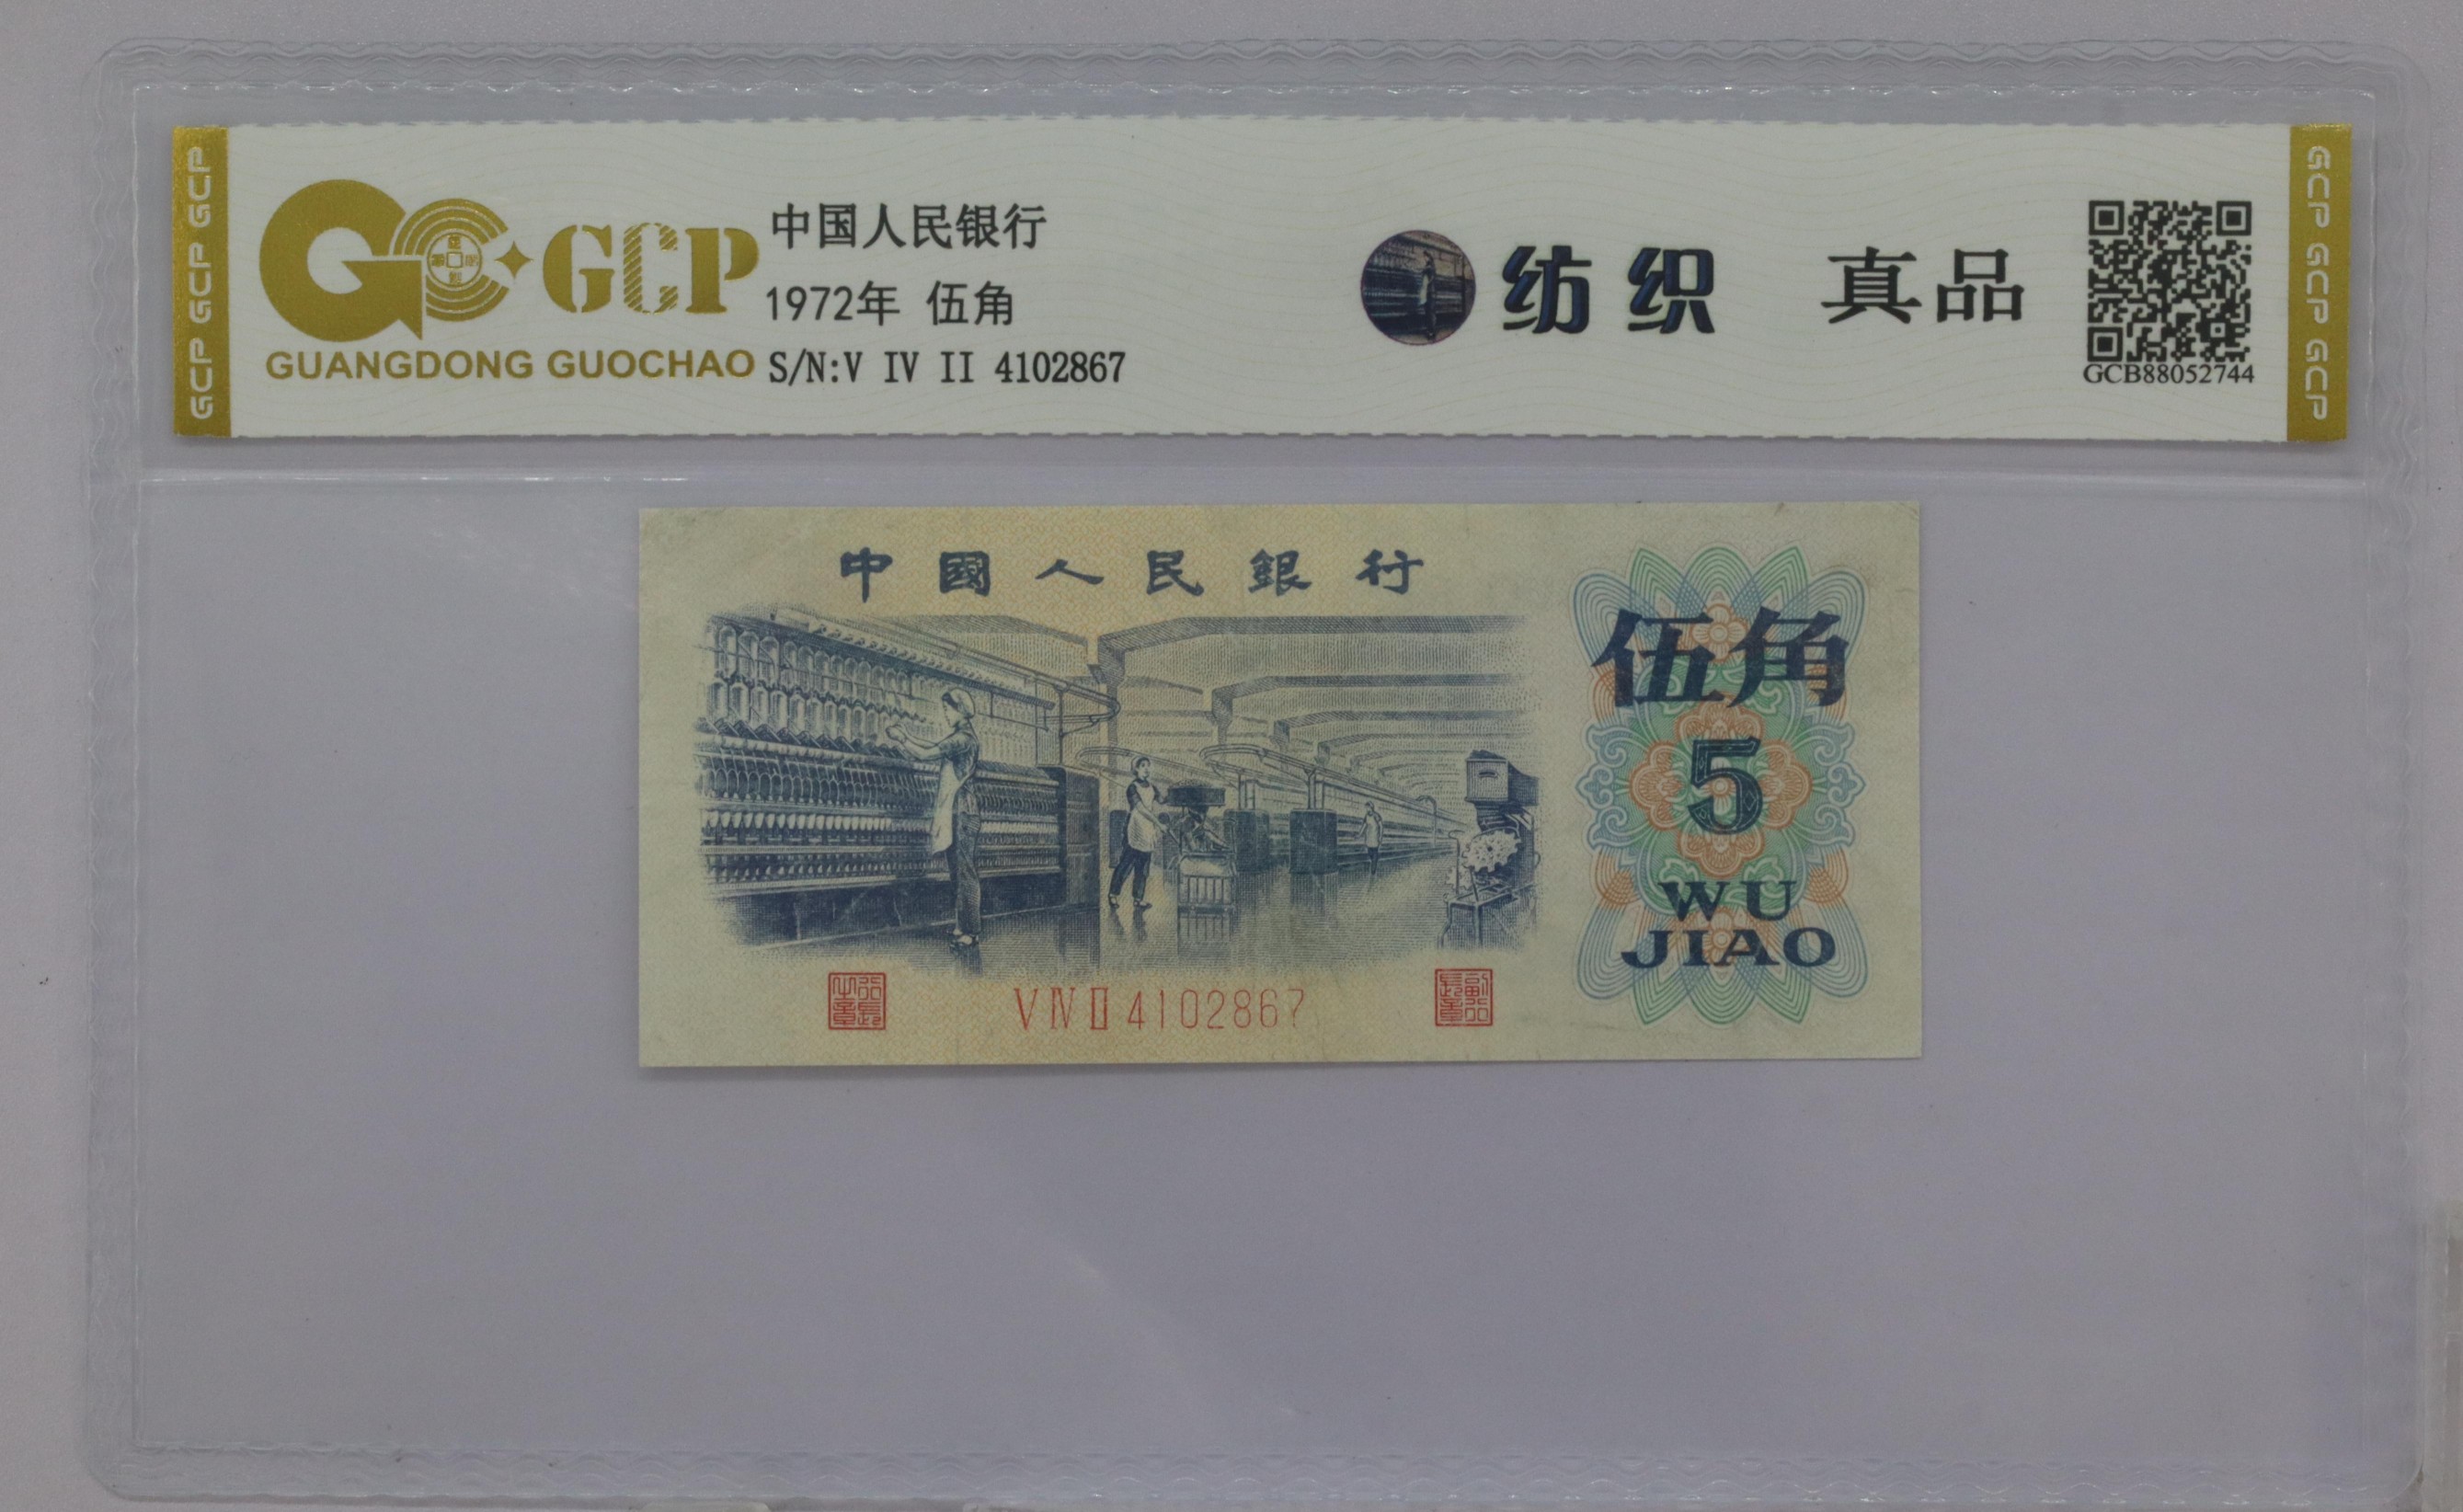 GCP GCP GCP
GCP
GUANGDONG GUOCHAO
中国人民银行
1972年 伍角
S/N:V IV II 4102867
纺织
真品
GCB88052744
GCP GCP GCP
中國人民銀行
伍角
5
WU
JIAO
V IV II 4102867